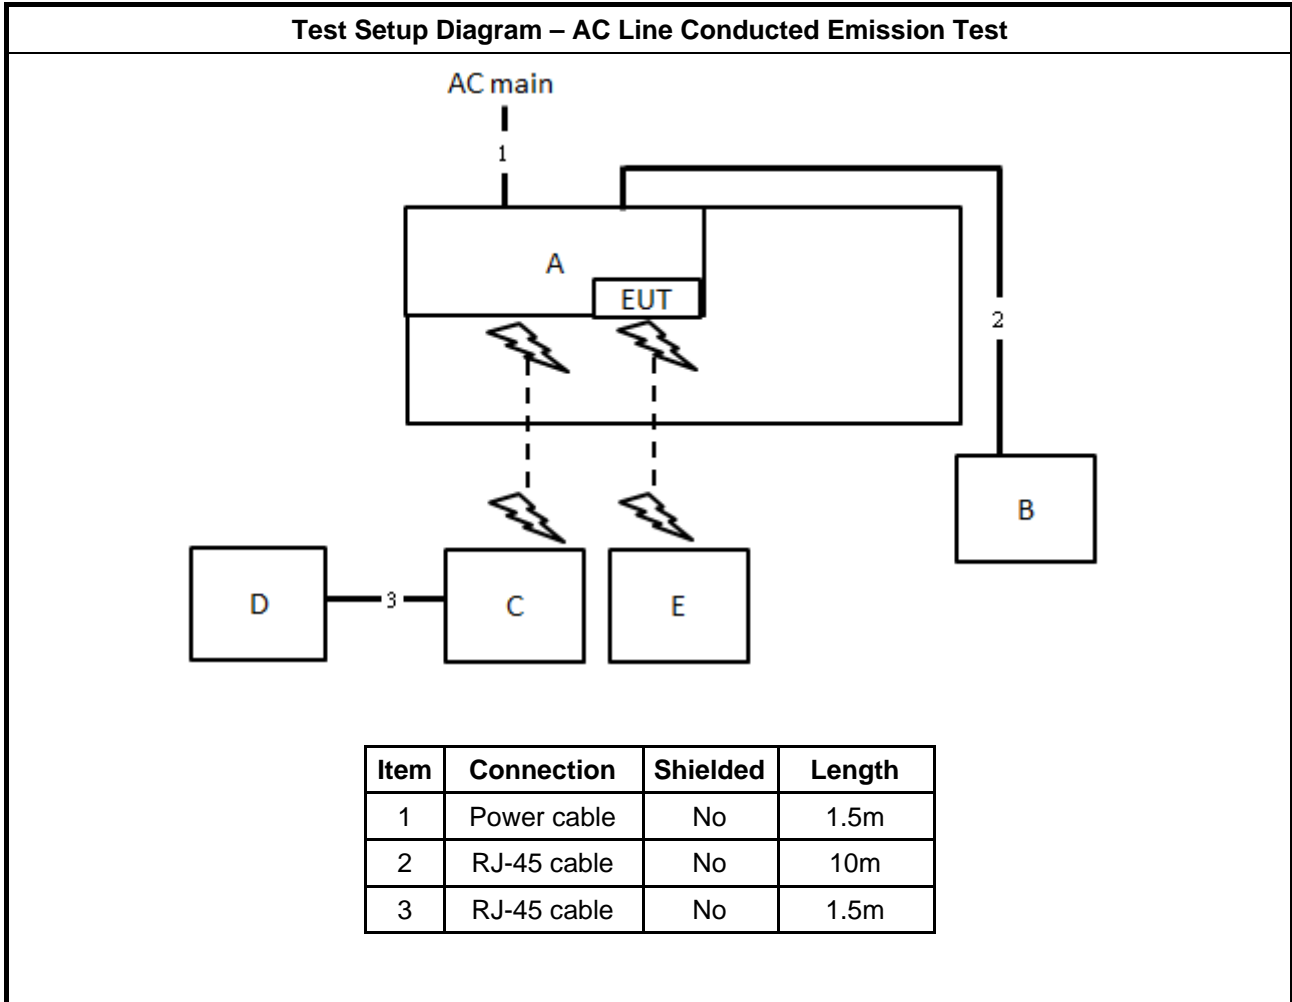 Test Setup Diagram – AC Line Conducted Emission Test
AC main
1
A
EUT
2
B
D
3
C
E
Item Connection Shielded Length
1 Power cable No 1.5m
2 RJ-45 cable No 10m
3 RJ-45 cable No 1.5m